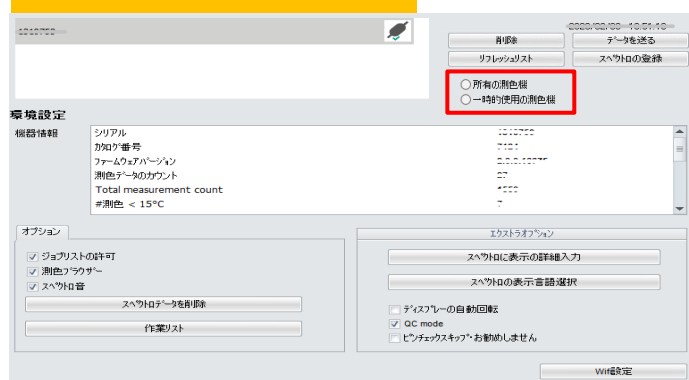 削除
データを送る
リフレッシュリスト
スペクトロの登録
所有の測色機
一時的使用の測色機
環境設定
機器情報
シリアル
カタログ番号
ファームウェアバージョン
測色データのカウント
Total measurement count
#測色 < 15°C
オプション
ジョブリストの許可
測色ブラウザー
スペクトロ音
スペクトロデータを削除
作業リスト
エクストラオプション
スペクトロに表示の詳細入力
スペクトロの表示言語選択
ディスプレーの自動回転
QC mode
ピンチェックスキップ・お勧めしません
Wifi設定